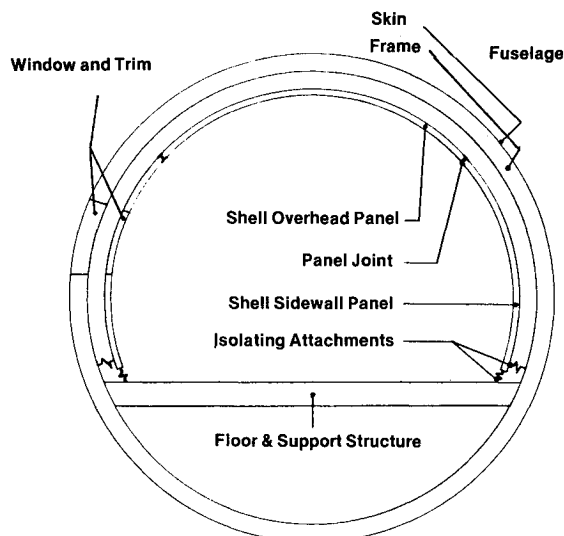 Skin
Frame
Fuselage
Window and Trim
Shell Overhead Panel
Panel Joint
Shell Sidewall Panel
Isolating Attachments
Floor & Support Structure